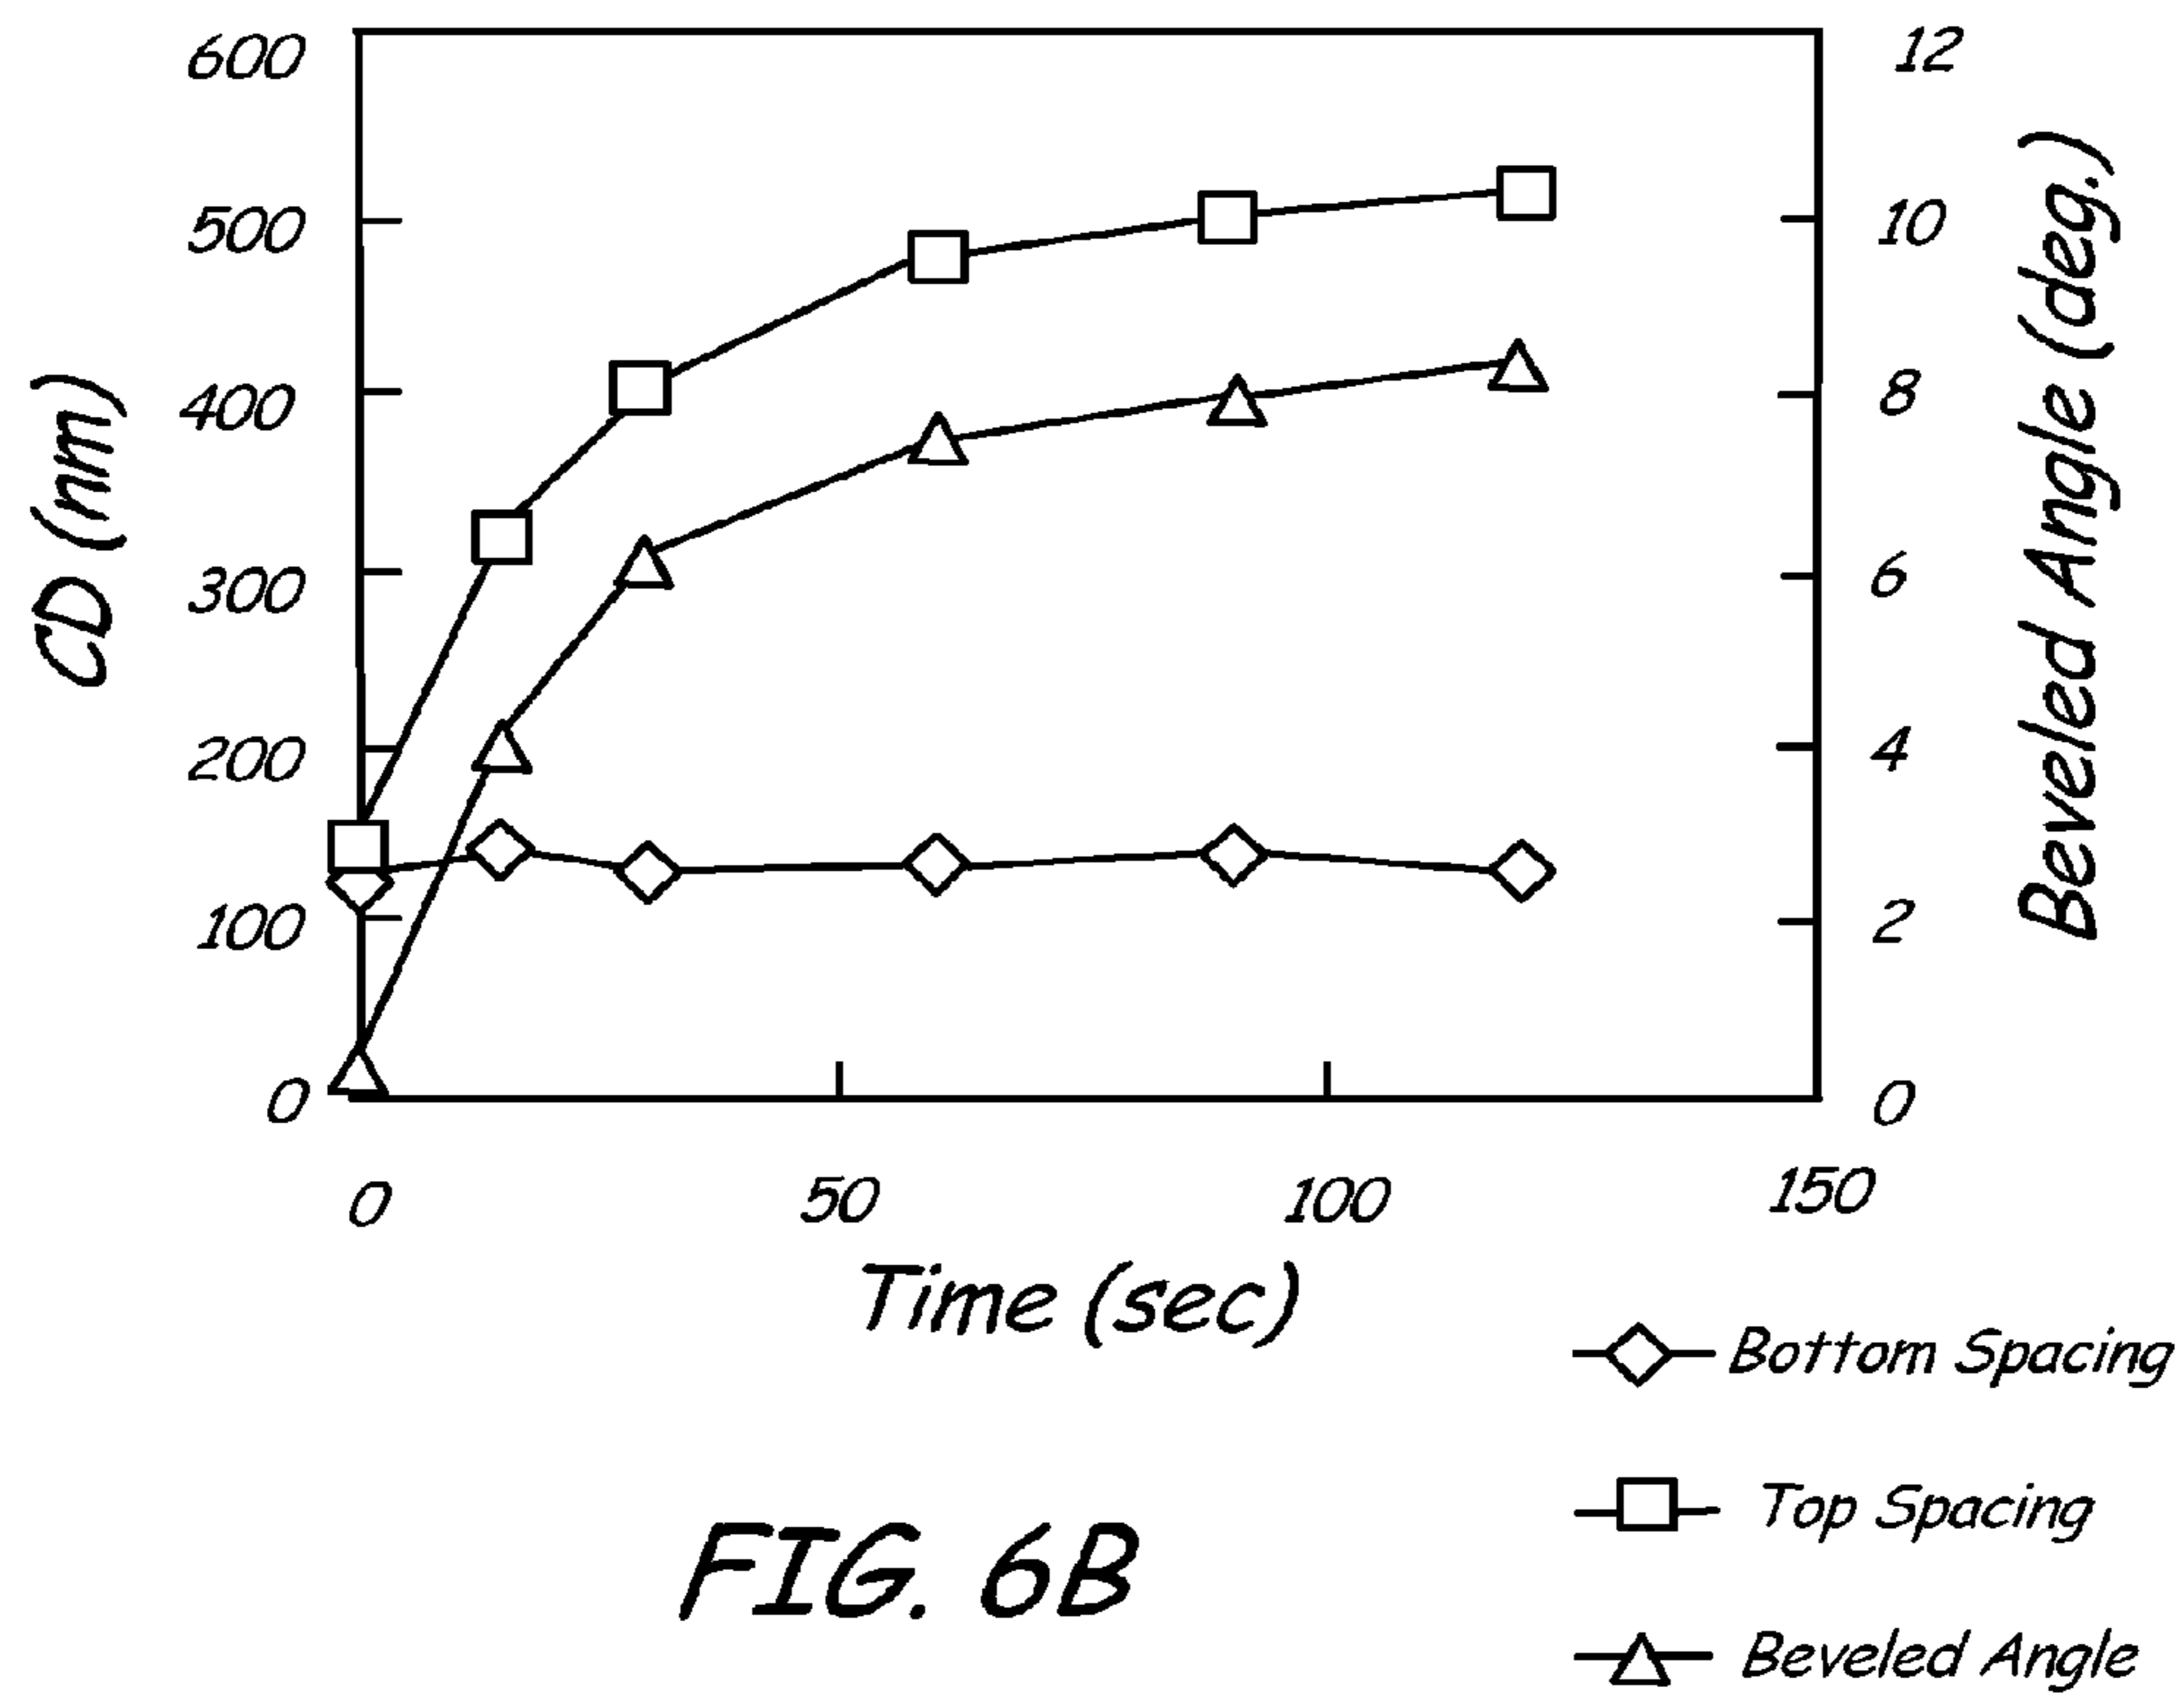 600
500
400
300
200
100
0
CD (nm)
12
10
8
6
4
2
0
Beveled Angle (deg.)
0 50 100 150
Time (sec)
Bottom Spacing
Top Spacing
Beveled Angle
FIG. 6B